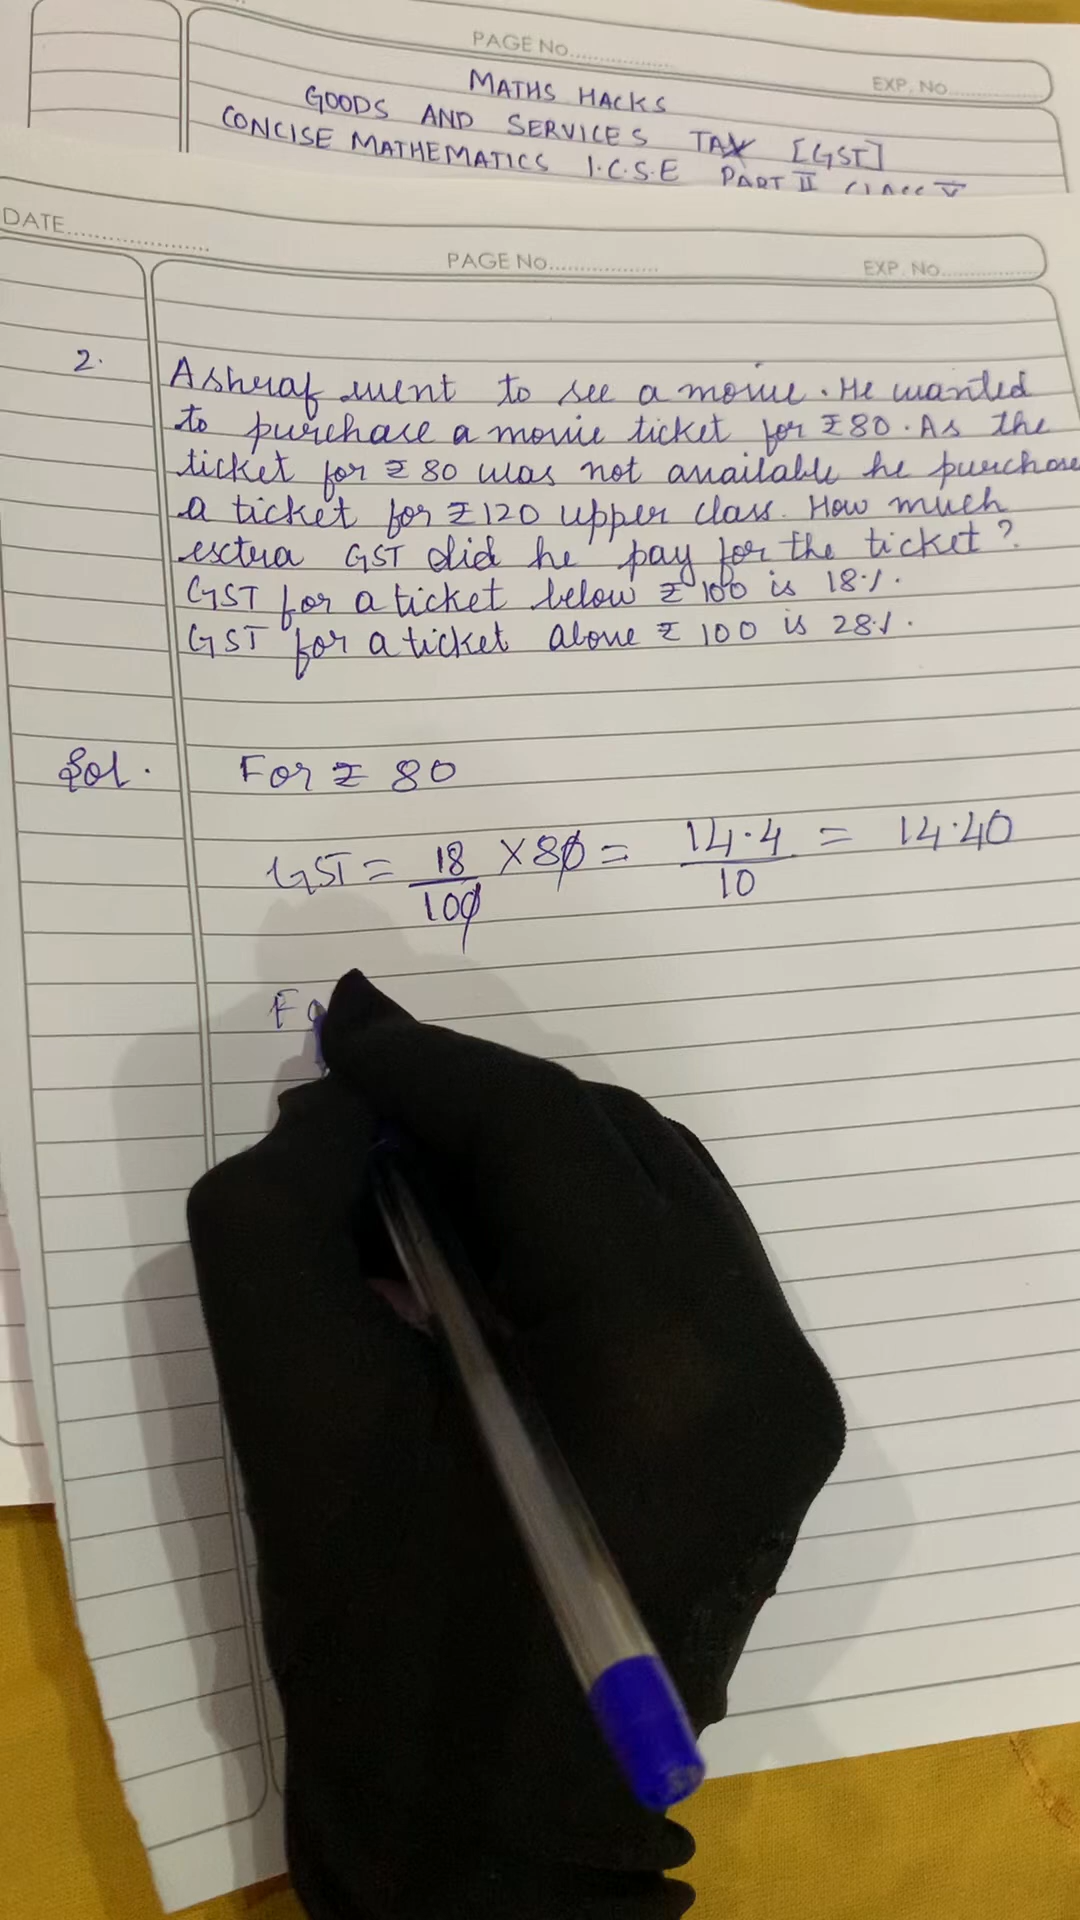 PAGE No.
EXP. No.
MATHS HACKS
GOODS AND SERVICES TAX [GST]
CONCISE MATHEMATICS I.C.S.E PART II CLASS V
DATE
PAGE No.
EXP. No.
2. Ashraf went to see a movie. He wanted
to purchase a movie ticket for ₹80. As the
ticket for ₹80 was not available he purchase
a ticket for ₹120 upper class. How much
extra GST did he pay for the ticket?
GST for a ticket below ₹100 is 18%.
GST for a ticket above ₹100 is 28%.
Sol. For ₹ 80
GST = 18/100 × 80 = 14.4/10 = 14.40
Fo